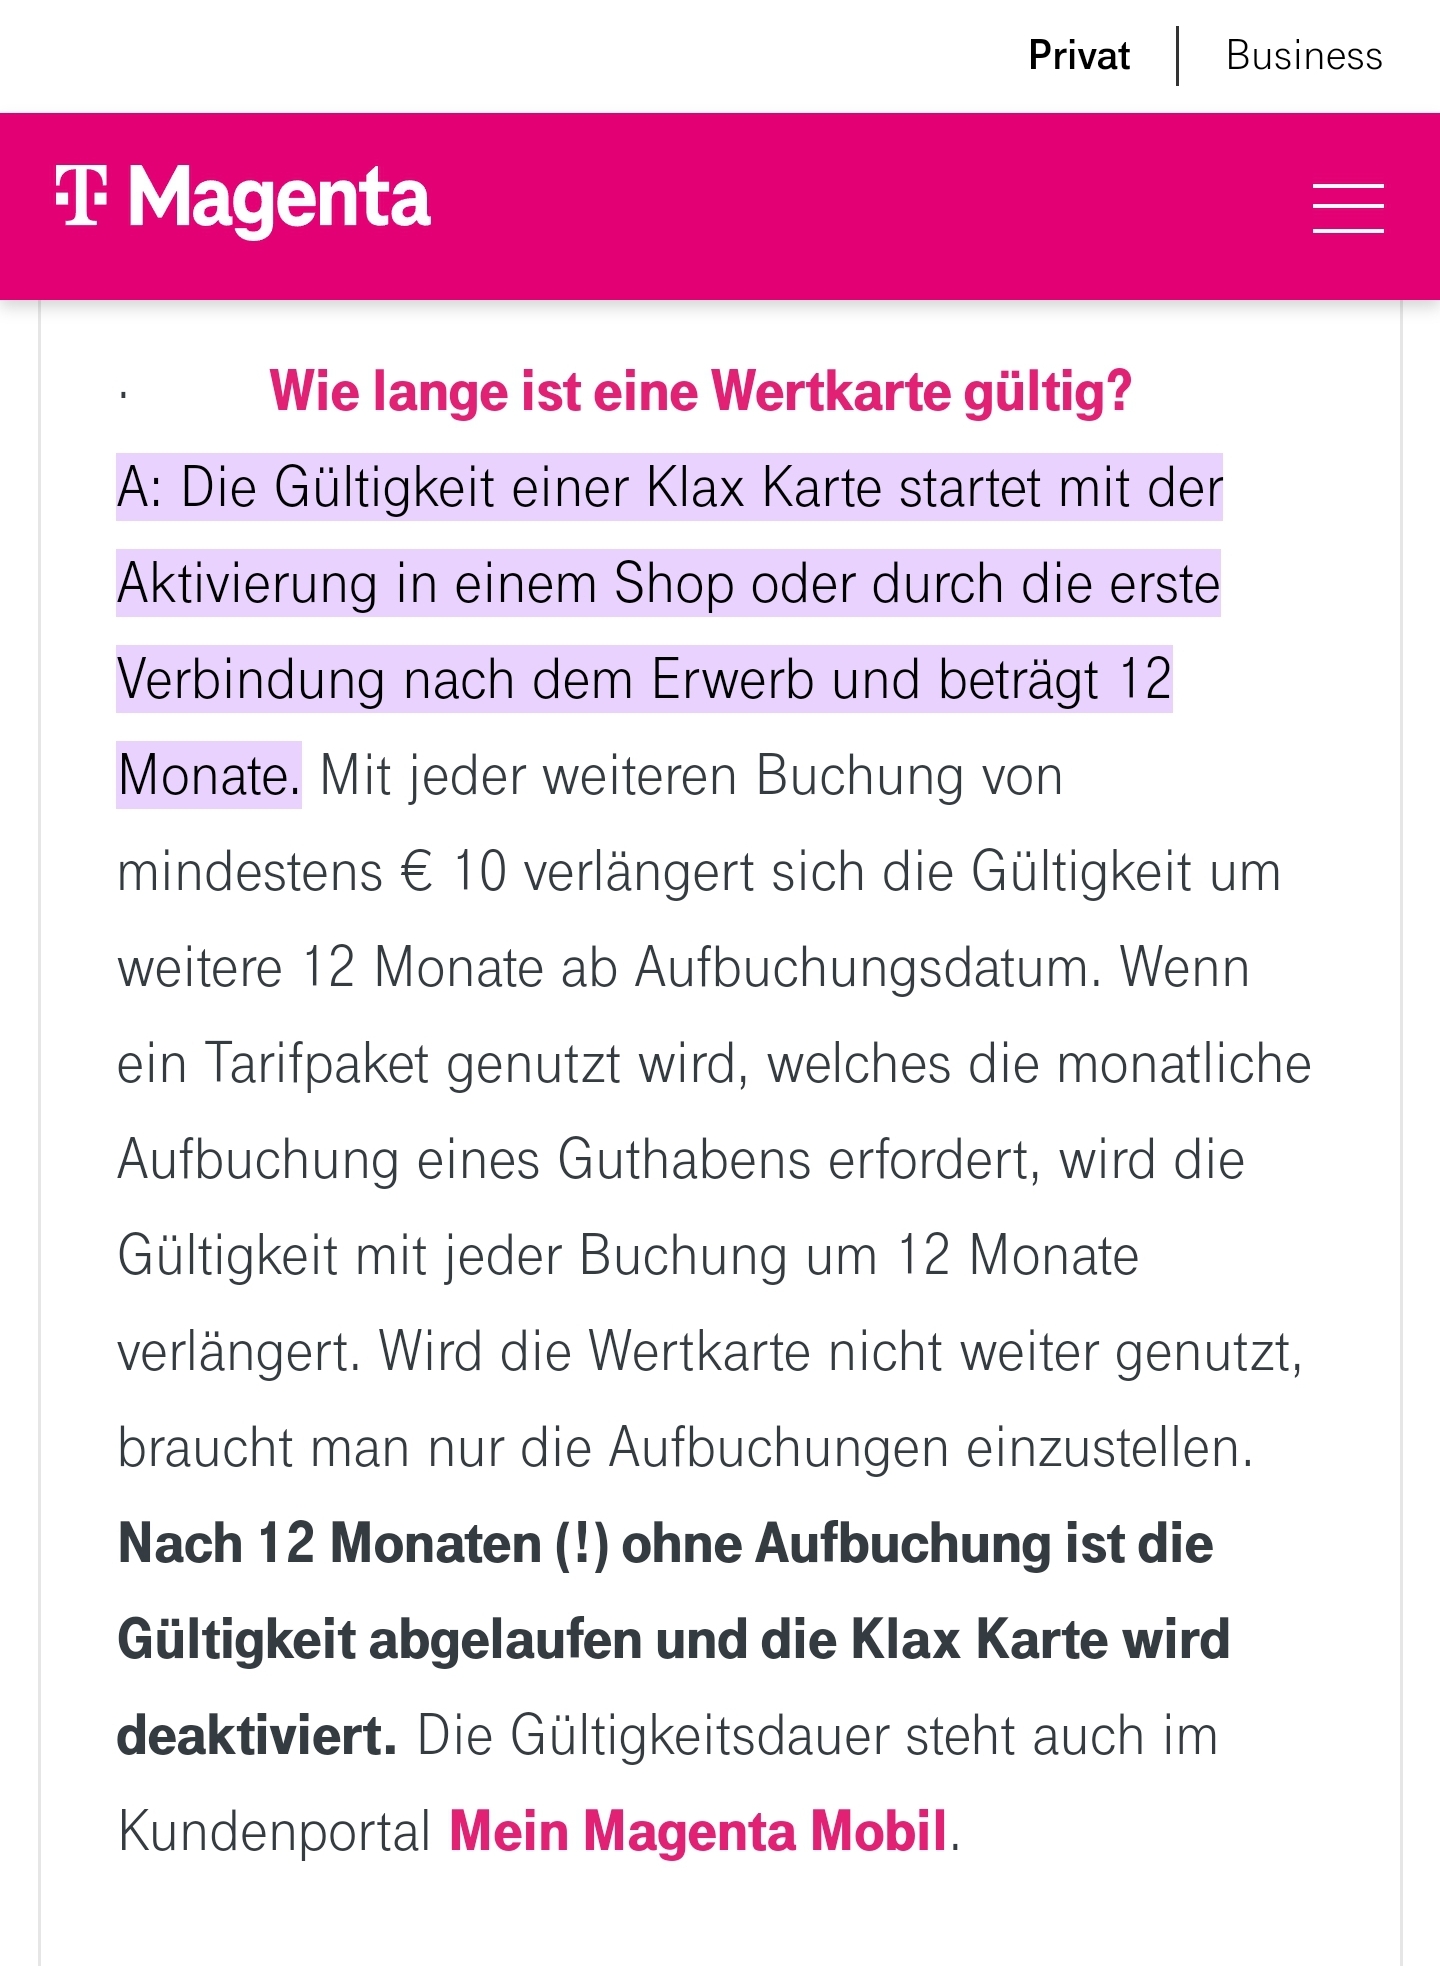 Privat | Business
T Magenta
· Wie lange ist eine Wertkarte gültig?
A: Die Gültigkeit einer Klax Karte startet mit der
Aktivierung in einem Shop oder durch die erste
Verbindung nach dem Erwerb und beträgt 12
Monate. Mit jeder weiteren Buchung von
mindestens € 10 verlängert sich die Gültigkeit um
weitere 12 Monate ab Aufbuchungsdatum. Wenn
ein Tarifpaket genutzt wird, welches die monatliche
Aufbuchung eines Guthabens erfordert, wird die
Gültigkeit mit jeder Buchung um 12 Monate
verlängert. Wird die Wertkarte nicht weiter genutzt,
braucht man nur die Aufbuchungen einzustellen.
Nach 12 Monaten (!) ohne Aufbuchung ist die
Gültigkeit abgelaufen und die Klax Karte wird
deaktiviert. Die Gültigkeitsdauer steht auch im
Kundenportal Mein Magenta Mobil.